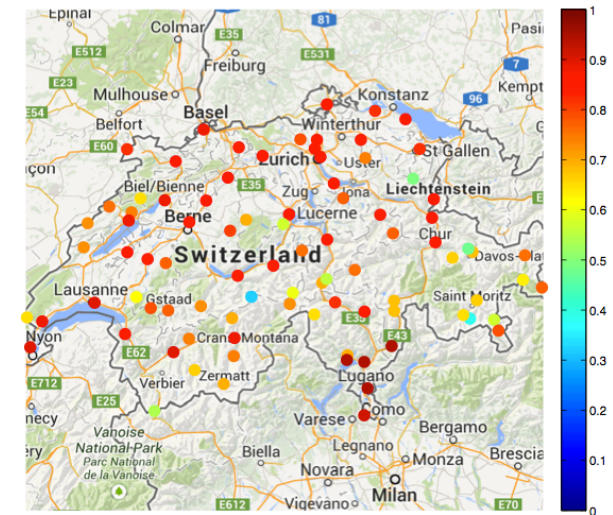 Epinal
Colmar
81
Pasi
E35
E512
E531
Freiburg
7
E23
Mulhouse
Kempt
Konstanz
96
E54
Belfort
Basel
Winterthur
E60
St Gallen
Zurich
Uster
çon
Biel/Bienne
E35
Zug
Jona
Liechtenstein
Berne
Lucerne
Chur
Switzerland
Davos-
Lausanne
Gstaad
Saint Moritz
E35
Nyon
E62
Crans-Montana
E43
E712
Verbier
Zermatt
Lugano
E25
necy
Varese
Como
Vanoise
National Park
Parc National
de la Vanoise
Bergamo
Biella
Legnano
Monza
Brescia
Novara
Milan
E612
Vigevano
E70
1
0.9
0.8
0.7
0.6
0.5
0.4
0.3
0.2
0.1
0